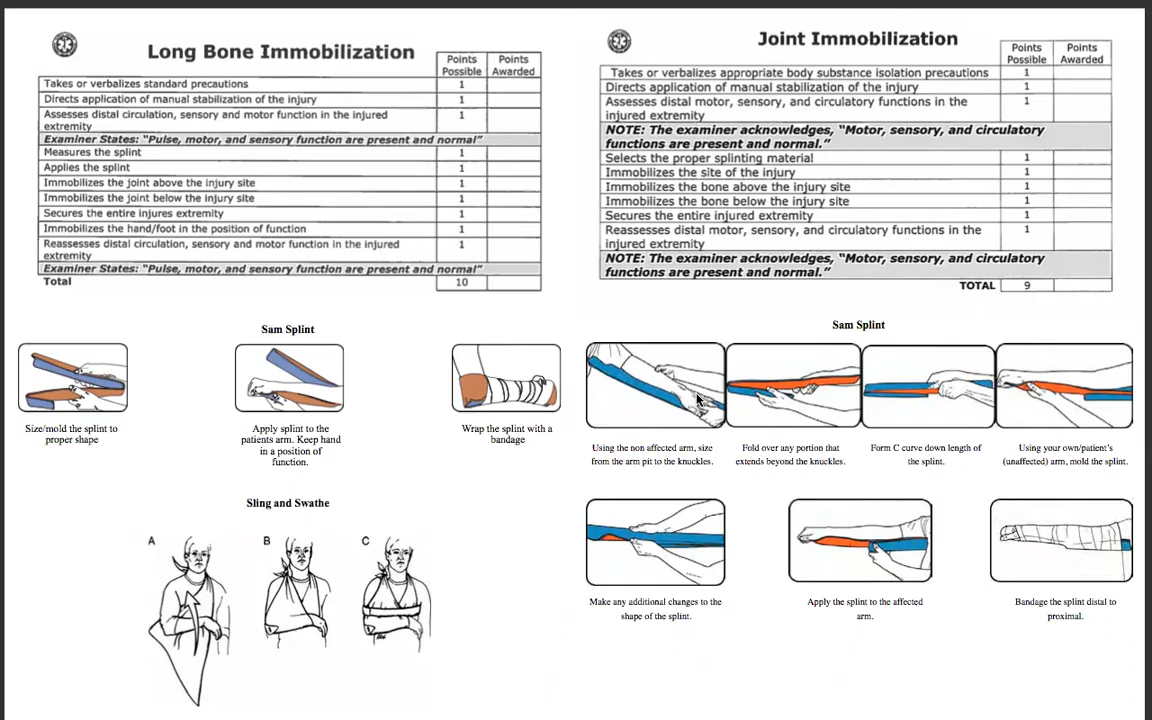 Long Bone Immobilization
Points Possible
Points Awarded
Takes or verbalizes standard precautions 1
Directs application of manual stabilization of the injury 1
Assesses distal circulation, sensory and motor function in the injured 1
extremity
Examiner States: "Pulse, motor, and sensory function are present and normal"
Measures the splint 1
Applies the splint 1
Immobilizes the joint above the injury site 1
Immobilizes the joint below the injury site 1
Secures the entire injures extremity 1
Immobilizes the hand/foot in the position of function 1
Reassesses distal circulation, sensory and motor function in the injured 1
extremity
Examiner States: "Pulse, motor, and sensory function are present and normal"
Total 10
Sam Splint
Size/mold the splint to
proper shape
Apply splint to the
patients arm. Keep hand
in a position of
function.
Wrap the splint with a
bandage
Sling and Swathe
A
B
C
Joint Immobilization
Points Possible
Points Awarded
Takes or verbalizes appropriate body substance isolation precautions 1
Directs application of manual stabilization of the injury 1
Assesses distal motor, sensory, and circulatory functions in the 1
injured extremity
NOTE: The examiner acknowledges, "Motor, sensory, and circulatory
functions are present and normal."
Selects the proper splinting material 1
Immobilizes the site of the injury 1
Immobilizes the bone above the injury site 1
Immobilizes the bone below the injury site 1
Secures the entire injured extremity 1
Reassesses distal motor, sensory, and circulatory functions in the 1
injured extremity
NOTE: The examiner acknowledges, "Motor, sensory, and circulatory
functions are present and normal."
TOTAL 9
Sam Splint
Using the non affected arm, size
from the arm pit to the knuckles.
Fold over any portion that
extends beyond the knuckles.
Form C curve down length of
the splint.
Using your own/patient's
(unaffected) arm, mold the splint.
Make any additional changes to the
shape of the splint.
Apply the splint to the affected
arm.
Bandage the splint distal to
proximal.